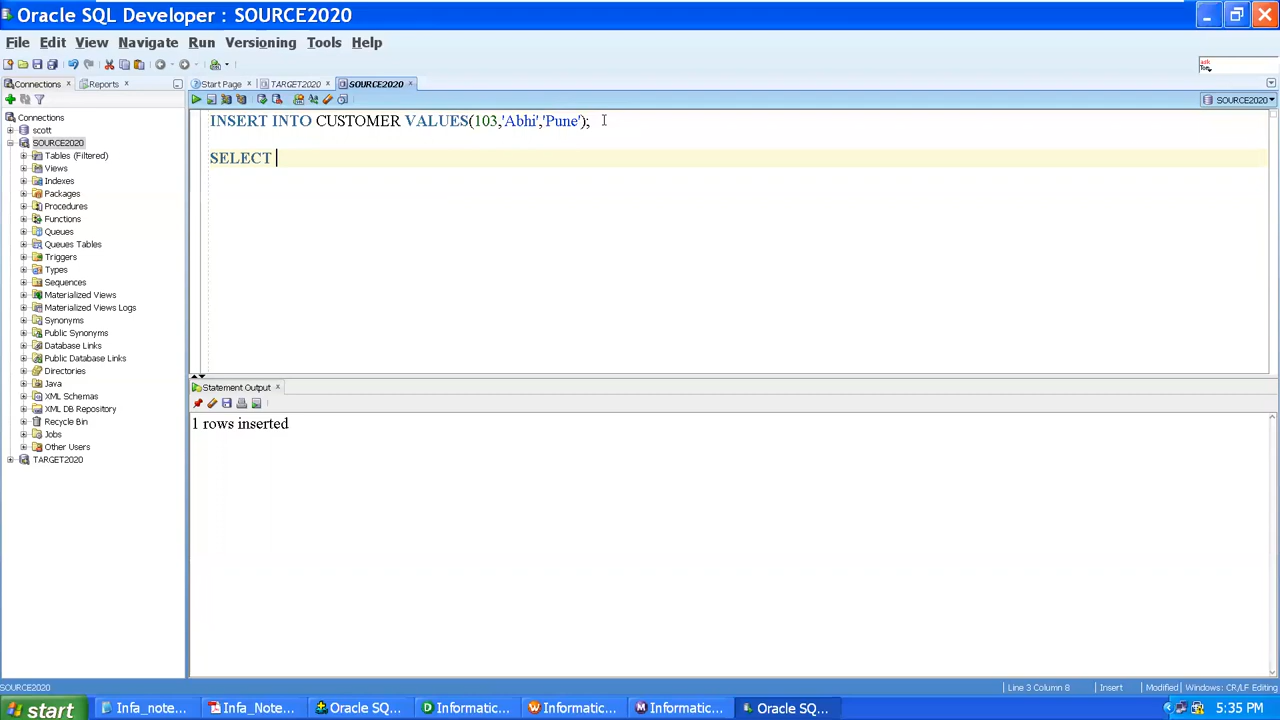 Oracle SQL Developer : SOURCE2020
File Edit View Navigate Run Versioning Tools Help
Connections Reports Start Page TARGET2020 SOURCE2020
SOURCE2020
Connections
scott
SOURCE2020
Tables (Filtered)
Views
Indexes
Packages
Procedures
Functions
Queues
Queues Tables
Triggers
Types
Sequences
Materialized Views
Materialized Views Logs
Synonyms
Public Synonyms
Database Links
Public Database Links
Directories
Java
XML Schemas
XML DB Repository
Recycle Bin
Jobs
Other Users
TARGET2020
INSERT INTO CUSTOMER VALUES(103,'Abhi','Pune');
SELECT
Statement Output
1 rows inserted
SOURCE2020 Line 3 Column 8 Insert Modified Windows: CR/LF Editing
start Infa_note... Infa_Note... Oracle SQ... Informatic... Informatic... Informatic... Oracle SQ... 5:35 PM